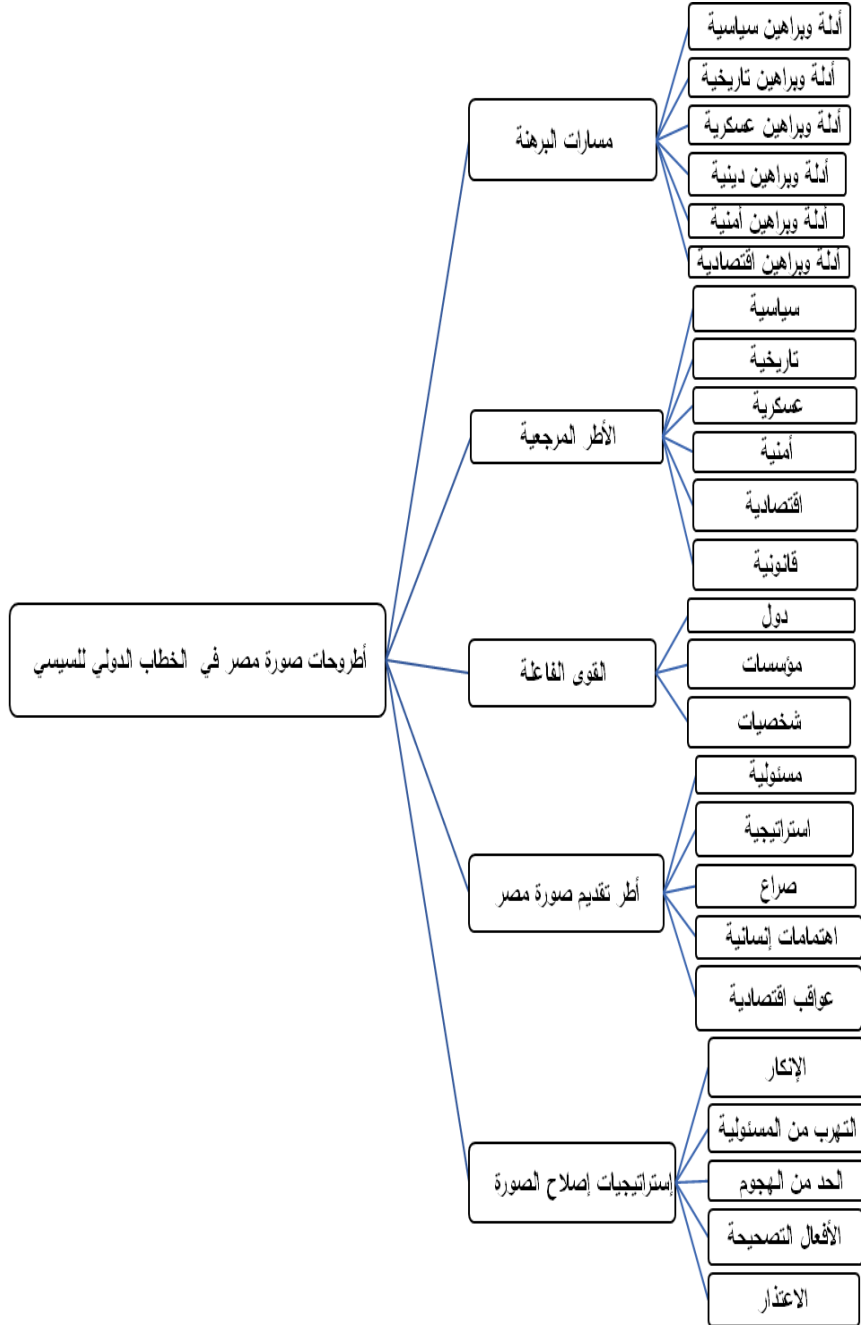 أطروحات صورة مصر في الخطاب الدولي للسيسي
مسارات البرهنة
أدلة وبراهين سياسية
أدلة وبراهين تاريخية
أدلة وبراهين عسكرية
أدلة وبراهين دينية
أدلة وبراهين أمنية
أدلة وبراهين اقتصادية
الأطر المرجعية
سياسية
تاريخية
عسكرية
أمنية
اقتصادية
قانونية
القوى الفاعلة
دول
مؤسسات
شخصيات
أطر تقديم صورة مصر
مسئولية
استراتيجية
صراع
اهتمامات إنسانية
عواقب اقتصادية
إستراتيجيات إصلاح الصورة
الإنكار
التهرب من المسئولية
الحد من الهجوم
الأفعال التصحيحة
الاعتذار